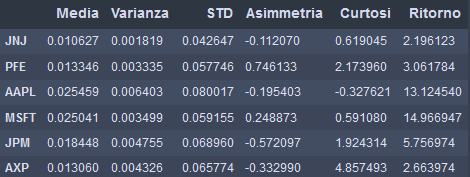 Media Varianza STD Asimmetria Curtosi Ritorno
JNJ 0.010627 0.001819 0.042647 -0.112070 0.619045 2.196123
PFE 0.013346 0.003335 0.057746 0.746133 2.173960 3.061784
AAPL 0.025459 0.006403 0.080017 -0.195403 -0.327621 13.124540
MSFT 0.025041 0.003499 0.059155 0.248873 0.591080 14.966947
JPM 0.018448 0.004755 0.068960 -0.572097 1.924314 5.756974
AXP 0.013060 0.004326 0.065774 -0.332990 4.857493 2.663974